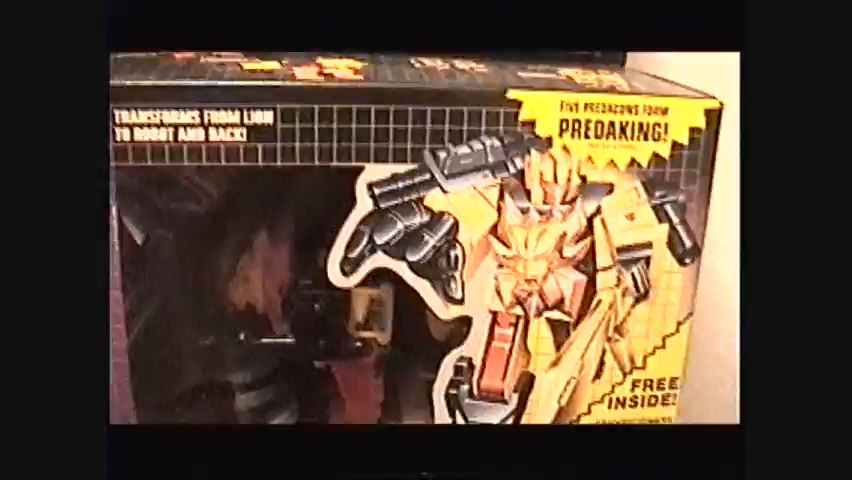 TRANSFORMS FROM LION
TO ROBOT AND BACK!
FIVE PREDACONS FORM
PREDAKING!
FREE
INSIDE!